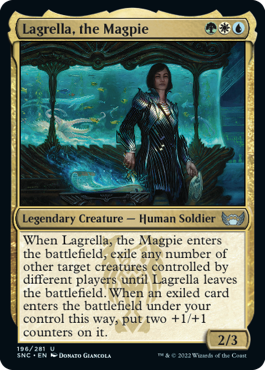 Lagrella, the Magpie
Legendary Creature — Human Soldier
When Lagrella, the Magpie enters
the battlefield, exile any number of
other target creatures controlled by
different players until Lagrella leaves
the battlefield. When an exiled card
enters the battlefield under your
control this way, put two +1/+1
counters on it.
2/3
196/281 U
SNC • EN Donato Giancola
™ & © 2022 Wizards of the Coast